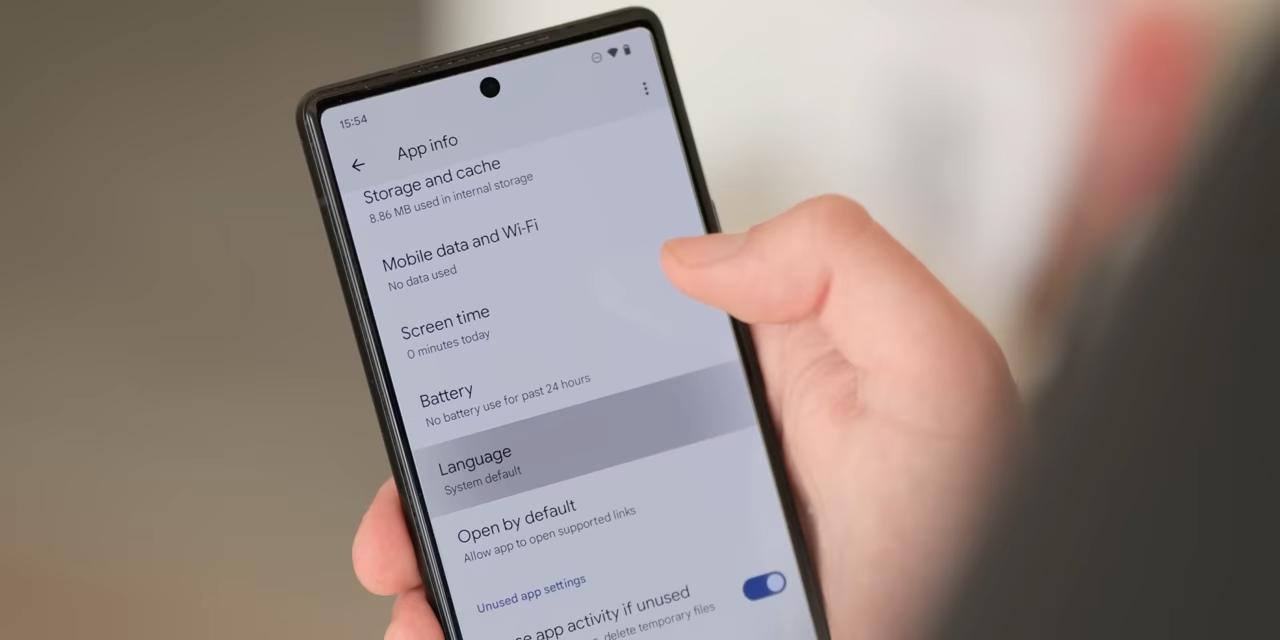 15:54
App info
Storage and cache
8.86 MB used in internal storage
Mobile data and Wi-Fi
No data used
Screen time
0 minutes today
Battery
No battery use for past 24 hours
Language
System default
Open by default
Allow app to open supported links
Unused app settings
app activity if unused
delete temporary files